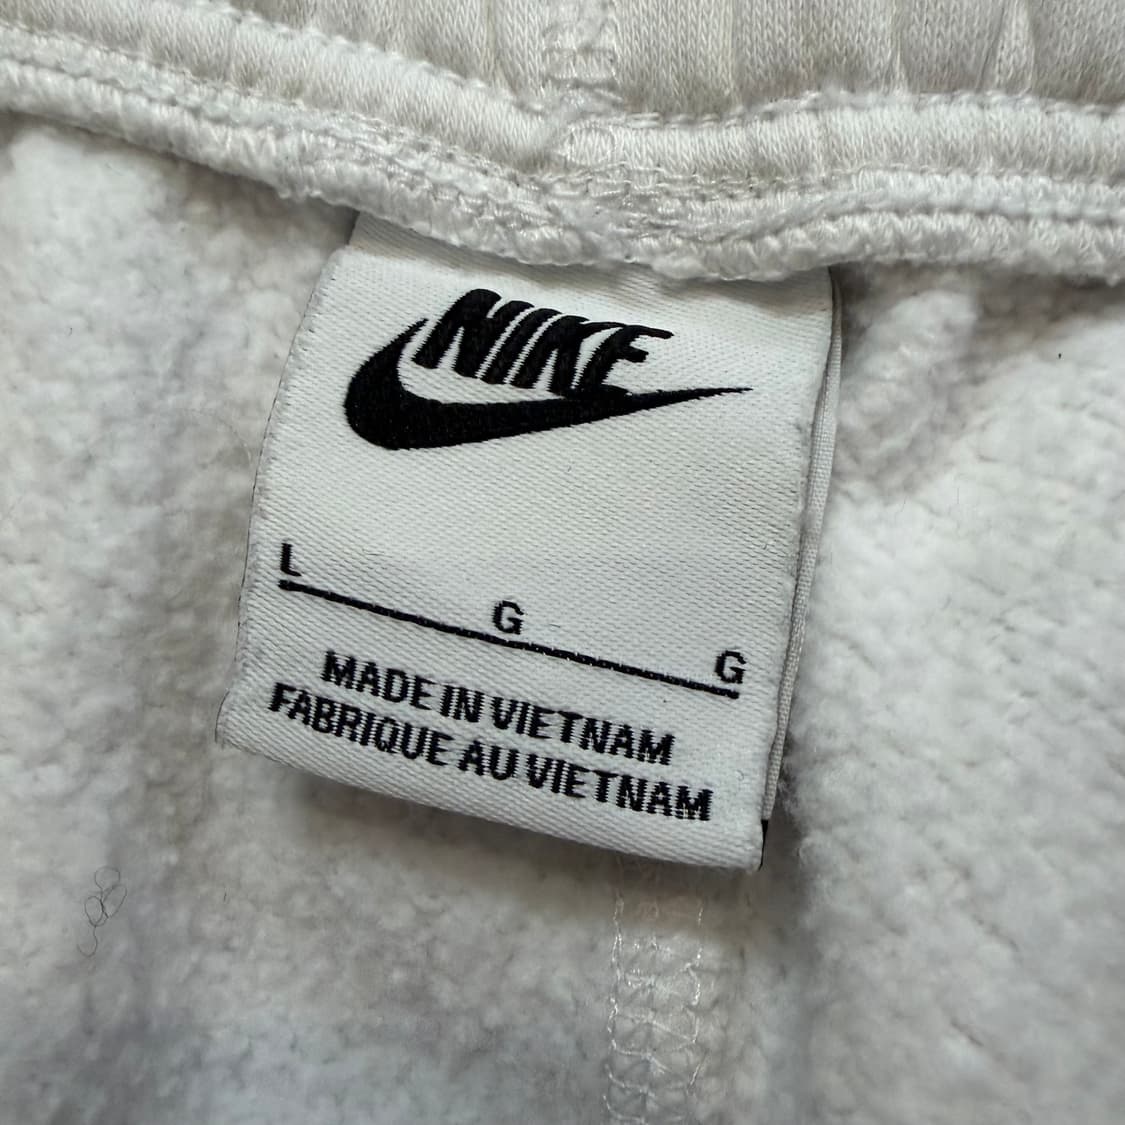 NIKE
L G G
MADE IN VIETNAM
FABRIQUE AU VIETNAM